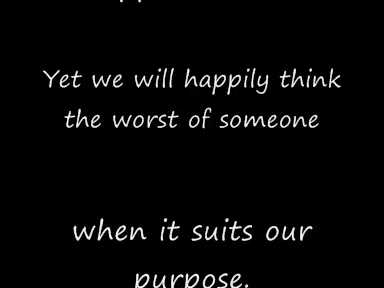 Yet we will happily think
the worst of someone
when it suits our
purpose.